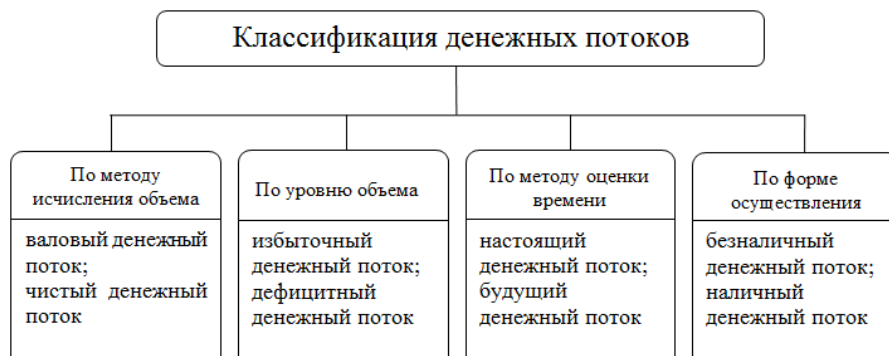 Классификация денежных потоков
По методу
исчисления объема
валовый денежный
поток;
чистый денежный
поток
По уровню объема
избыточный
денежный поток;
дефицитный
денежный поток
По методу оценки
времени
настоящий
денежный поток;
будущий
денежный поток
По форме
осуществления
безналичный
денежный поток;
наличный
денежный поток